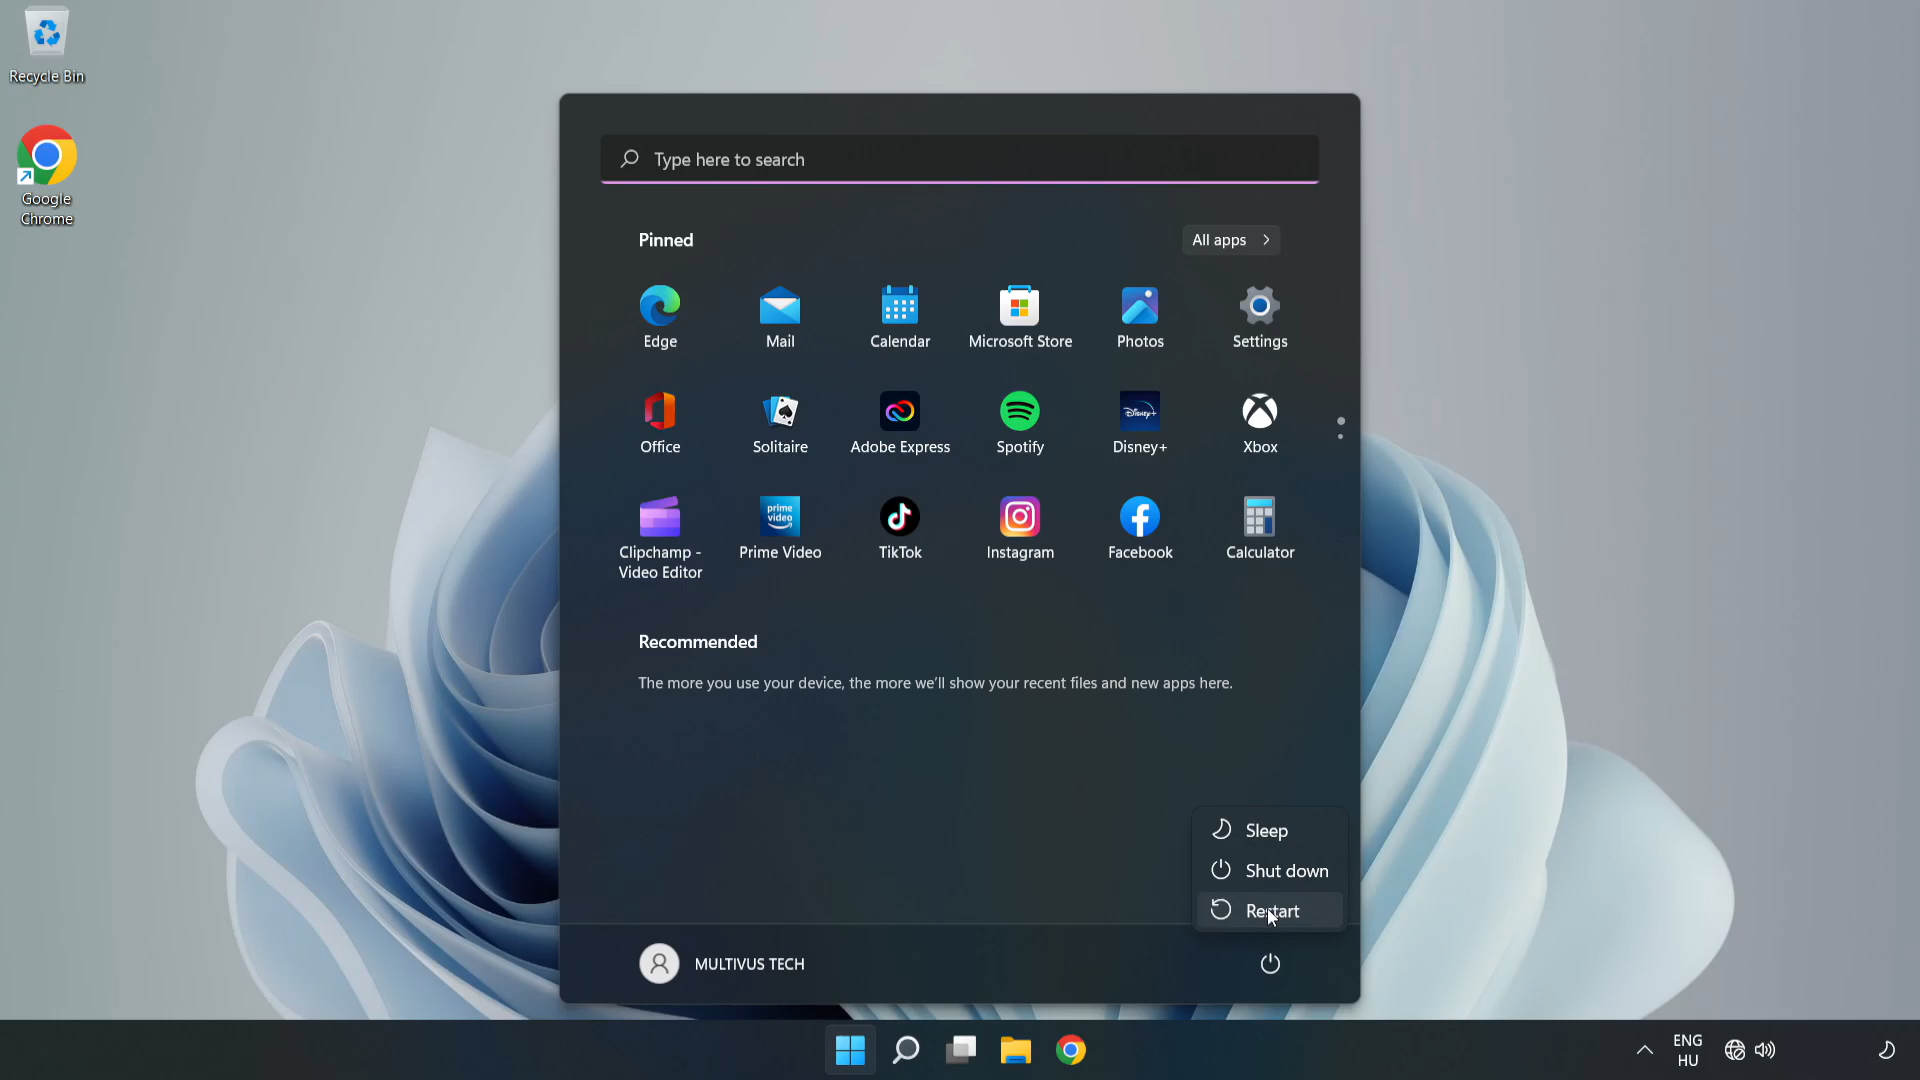 Recycle Bin
Google
Chrome
Type here to search
Pinned
All apps
Edge
Mail
Calendar
Microsoft Store
Photos
Settings
Office
Solitaire
Adobe Express
Spotify
Disney+
Disney+
Xbox
prime
video
Clipchamp -
Video Editor
Prime Video
TikTok
Instagram
Facebook
Calculator
Recommended
The more you use your device, the more we'll show your recent files and new apps here.
Sleep
Shut down
Restart
MULTIVUS TECH
ENG
HU